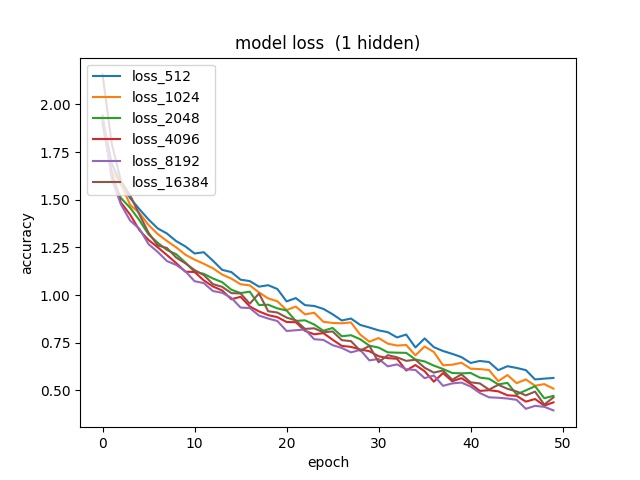 model loss  (1 hidden)
loss_512
loss_1024
loss_2048
loss_4096
loss_8192
loss_16384
accuracy
2.00
1.75
1.50
1.25
1.00
0.75
0.50
0 10 20 30 40 50
epoch